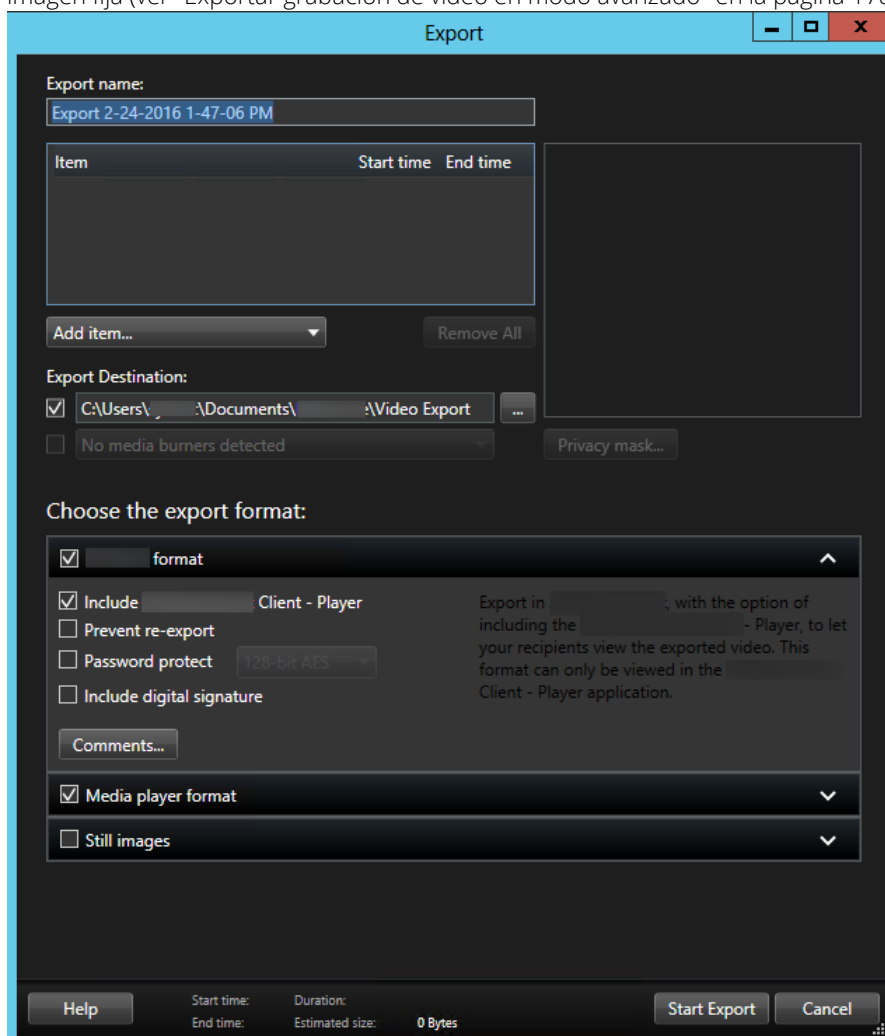 imagen fija (ver "Exportar grabación de vídeo en modo avanzado" en la página 17
Export
Export name:
Export 2-24-2016 1-47-06 PM
Item Start time End time
Add item... Remove All
Export Destination:
C:\Users\ :\Documents\ :\Video Export ...
No media burners detected Privacy mask...
Choose the export format:
format
Include Client - Player
Prevent re-export
Password protect 128-bit AES
Include digital signature
Export in , with the option of
including the - Player, to let
your recipients view the exported video. This
format can only be viewed in the
Client - Player application.
Comments...
Media player format
Still images
Help Start time: Duration: Start Export Cancel
End time: Estimated size: 0 Bytes